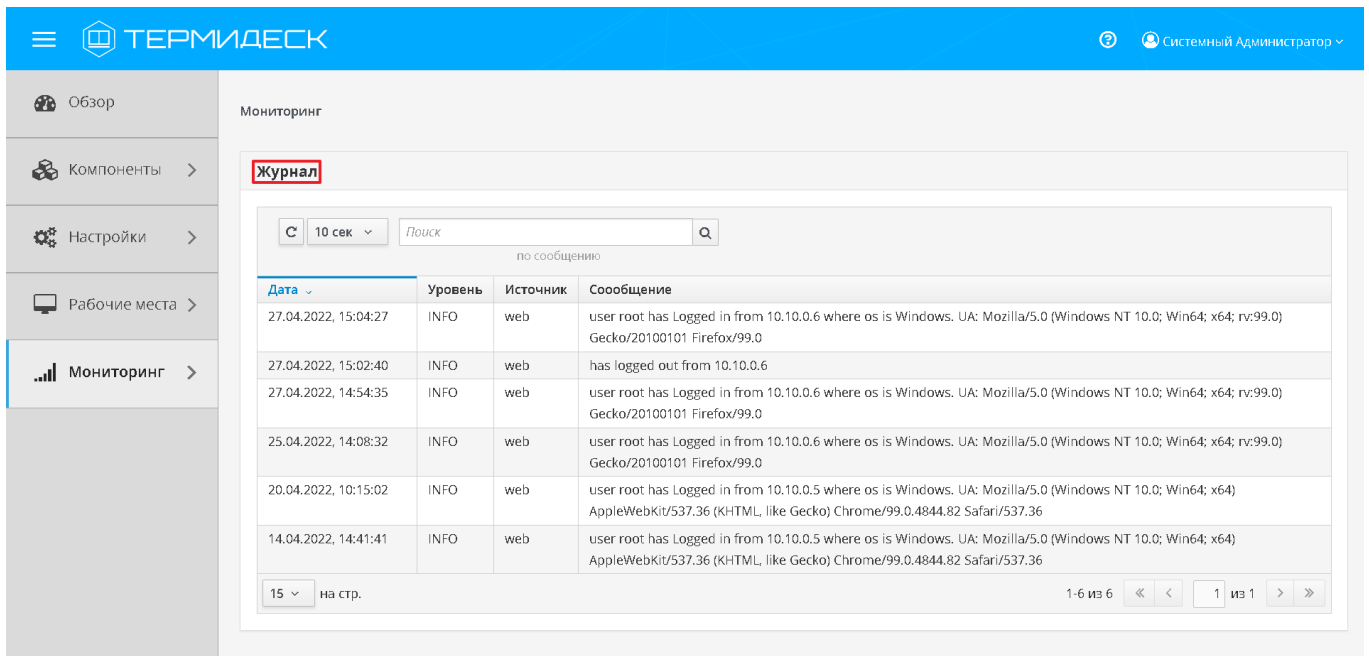 ТЕРМИДЕСК
Системный Администратор
Обзор
Компоненты
Настройки
Рабочие места
Мониторинг
Мониторинг
Журнал
10 сек
Поиск
по сообщению
Дата Уровень Источник Соообщение
27.04.2022, 15:04:27 INFO web user root has Logged in from 10.10.0.6 where os is Windows. UA: Mozilla/5.0 (Windows NT 10.0; Win64; x64; rv:99.0)
Gecko/20100101 Firefox/99.0
27.04.2022, 15:02:40 INFO web has logged out from 10.10.0.6
27.04.2022, 14:54:35 INFO web user root has Logged in from 10.10.0.6 where os is Windows. UA: Mozilla/5.0 (Windows NT 10.0; Win64; x64; rv:99.0)
Gecko/20100101 Firefox/99.0
25.04.2022, 14:08:32 INFO web user root has Logged in from 10.10.0.6 where os is Windows. UA: Mozilla/5.0 (Windows NT 10.0; Win64; x64; rv:99.0)
Gecko/20100101 Firefox/99.0
20.04.2022, 10:15:02 INFO web user root has Logged in from 10.10.0.5 where os is Windows. UA: Mozilla/5.0 (Windows NT 10.0; Win64; x64)
AppleWebKit/537.36 (KHTML, like Gecko) Chrome/99.0.4844.82 Safari/537.36
14.04.2022, 14:41:41 INFO web user root has Logged in from 10.10.0.5 where os is Windows. UA: Mozilla/5.0 (Windows NT 10.0; Win64; x64)
AppleWebKit/537.36 (KHTML, like Gecko) Chrome/99.0.4844.82 Safari/537.36
15 на стр. 1-6 из 6 1 из 1